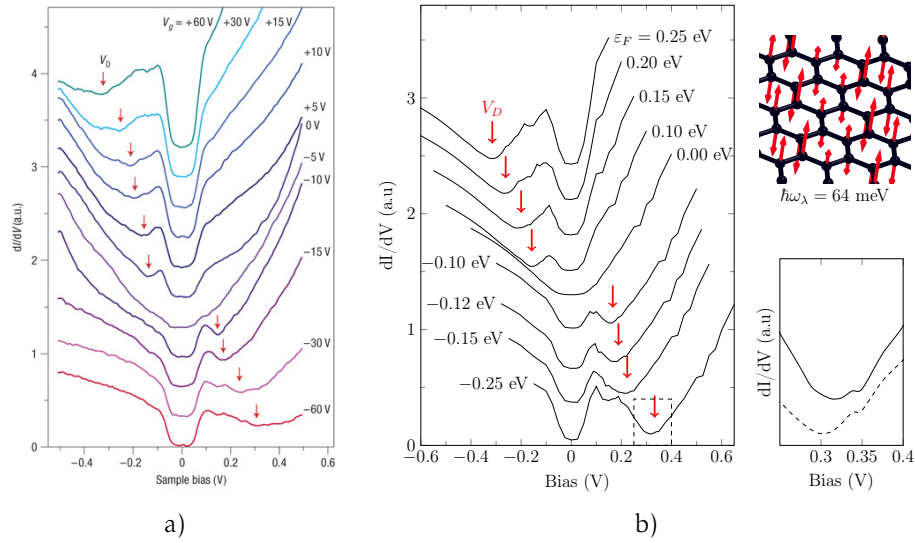 V_g = +60 V
+30 V
+15 V
+10 V
+5 V
0 V
−5 V
−10 V
−15 V
−30 V
−60 V
V_D
4
3
2
1
0
dI/dV (a.u.)
−0.4
−0.2
0
0.2
0.4
Sample bias (V)
a)
ε_F = 0.25 eV
0.20 eV
0.15 eV
0.10 eV
0.00 eV
−0.10 eV
−0.12 eV
−0.15 eV
−0.25 eV
V_D
3
2
1
0
dI/dV (a.u)
−0.6
−0.4
−0.2
0
0.2
0.4
0.6
Bias (V)
b)
ħω_λ = 64 meV
dI/dV (a.u)
0.3
0.35
0.4
Bias (V)